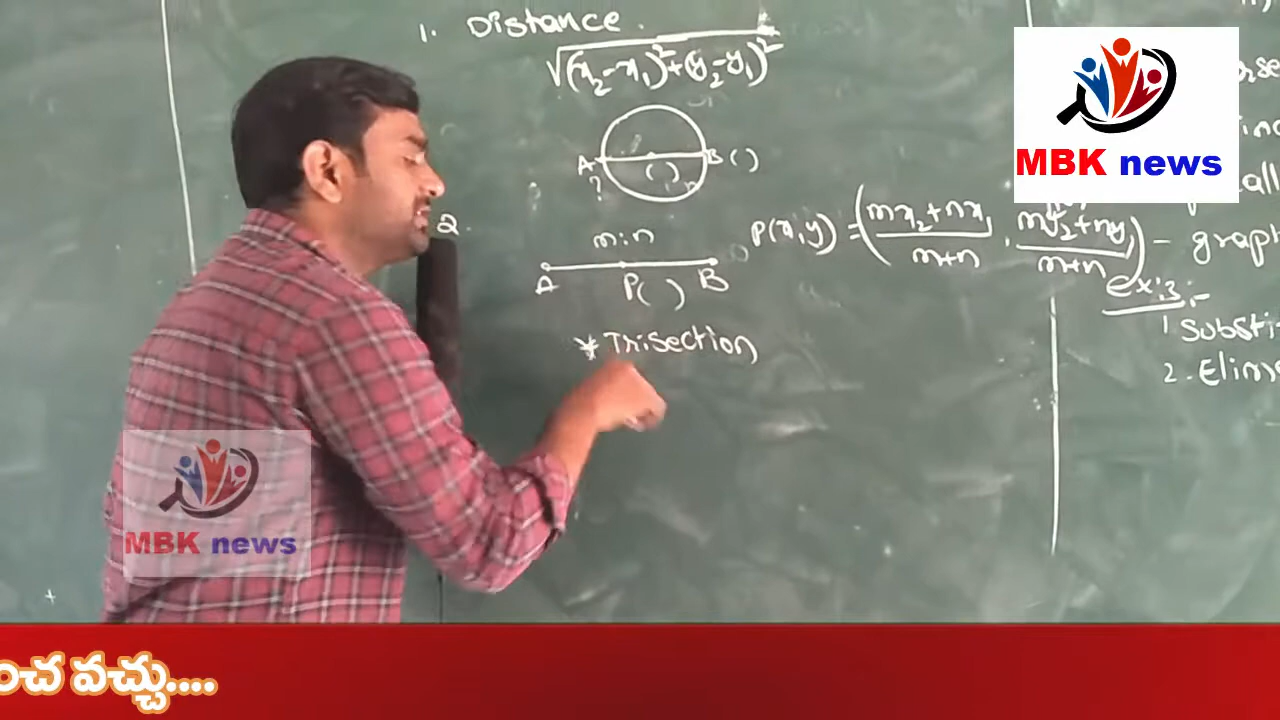 1. Distance.
√(x₂-x₁)²+(y₂-y₁)²
A B ( )
? ( )
2.
m:n
A P( ) B
P(x,y) = (mx₂+nx₁/m+n, my₂+ny₁/m+n) - graph
* Trisection
ex:3:-
1 Substi
2. Elim
MBK news
MBK news
ంచ వచ్చు....